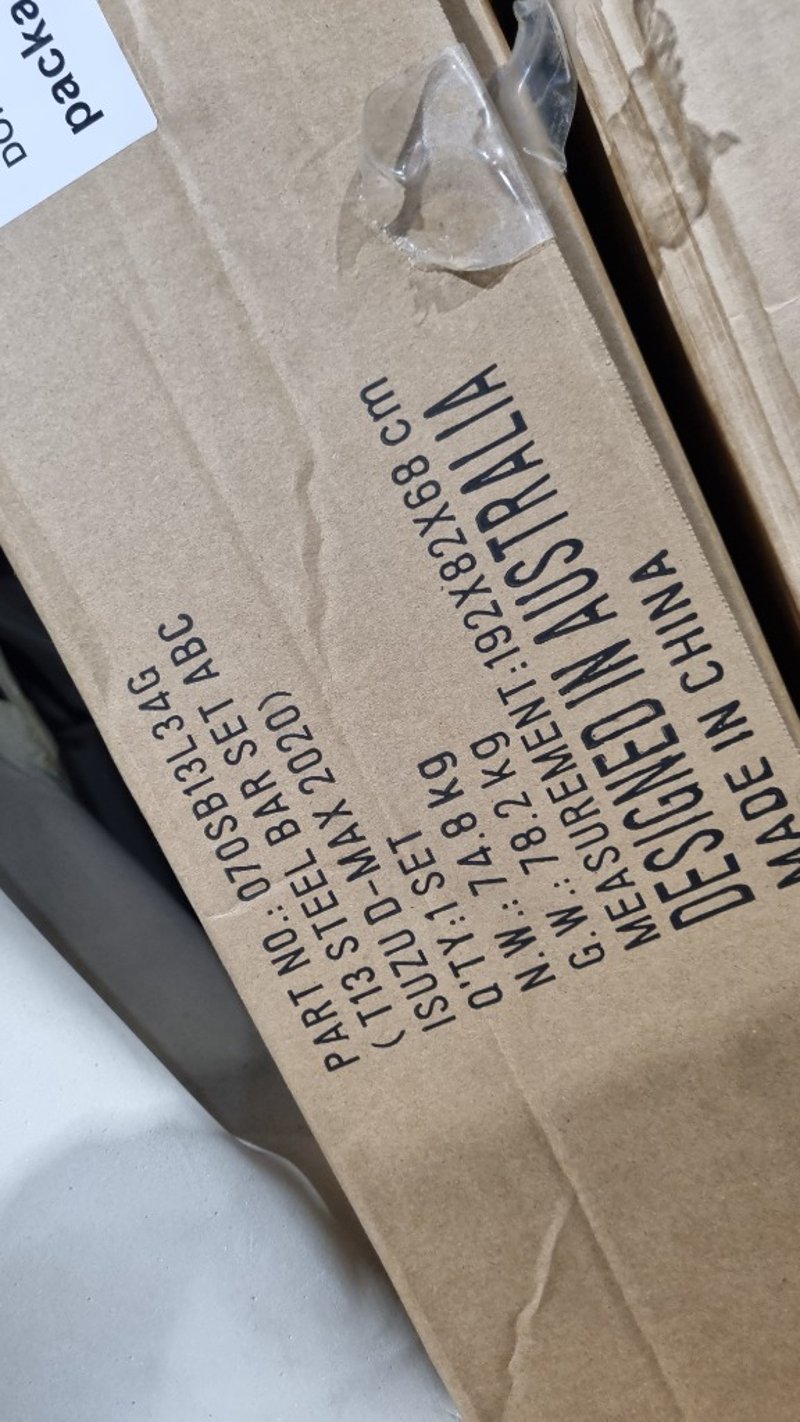 packa
PART NO.: 070SB13L34G
(T13 STEEL BAR SET ABC
ISUZU D-MAX 2020)
Q'TY:1 SET
N.W.: 74.8 kg
G.W.: 78.2 kg
MEASUREMENT:192X82X68 cm
DESIGNED IN AUSTRALIA
MADE IN CHINA